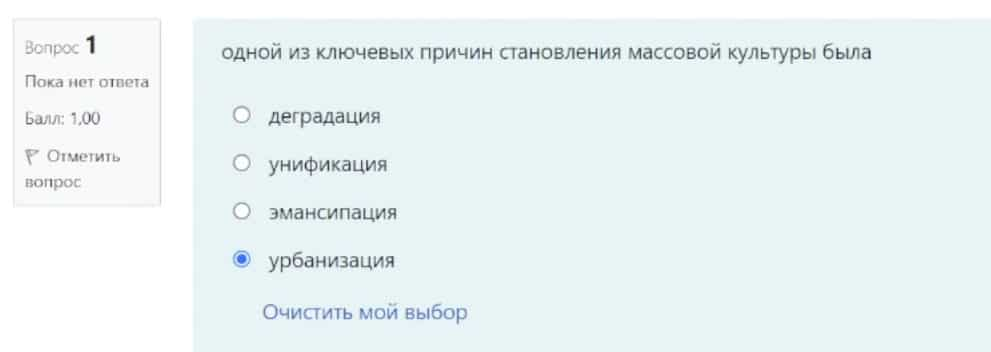 Вопрос 1
Пока нет ответа
Балл: 1,00
Отметить
вопрос
одной из ключевых причин становления массовой культуры была
деградация
унификация
эмансипация
урбанизация
Очистить мой выбор